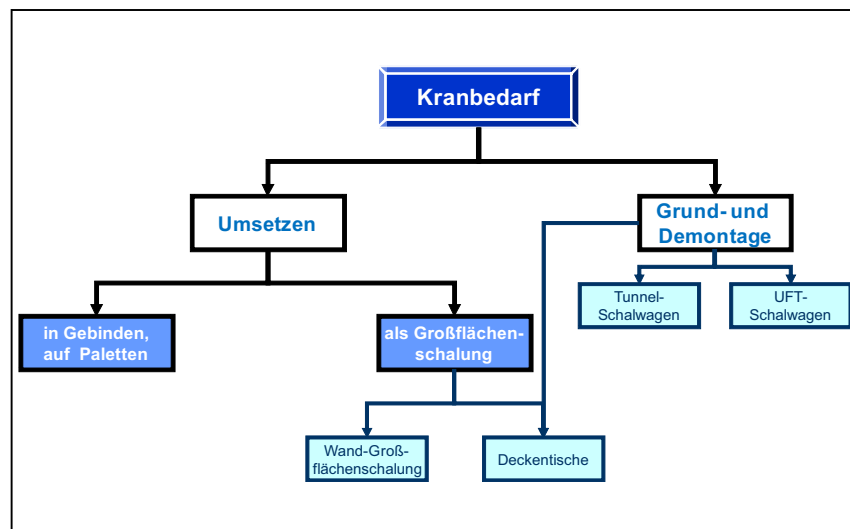 Kranbedarf
Umsetzen
Grund- und
Demontage
Tunnel-
Schalwagen
UFT-
Schalwagen
in Gebinden,
auf Paletten
als Großflächen-
schalung
Wand-Groß-
flächenschalung
Deckentische